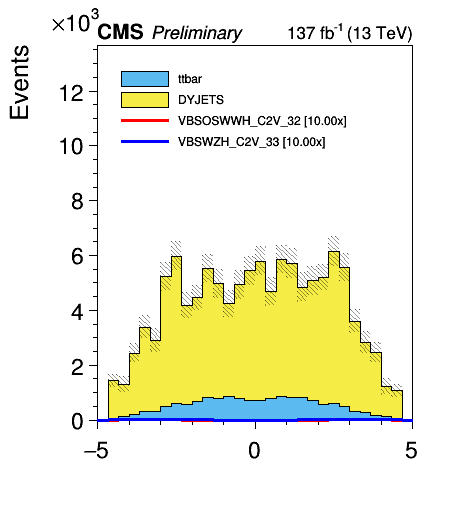 ×10³
CMS Preliminary 137 fb⁻¹ (13 TeV)
Events
ttbar
DYJETS
VBSOSWWH_C2V_32 [10.00x]
VBSWZH_C2V_33 [10.00x]
12
10
8
6
4
2
0
−5 0 5